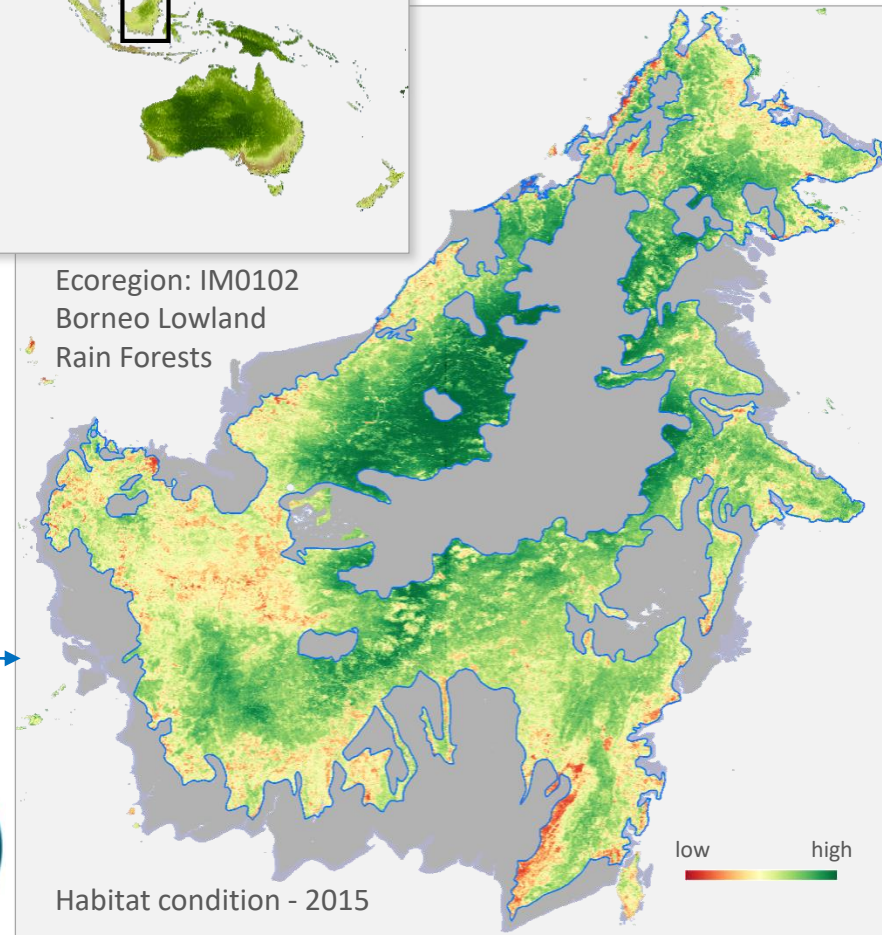 Ecoregion: IM0102
Borneo Lowland
Rain Forests
low high
Habitat condition - 2015